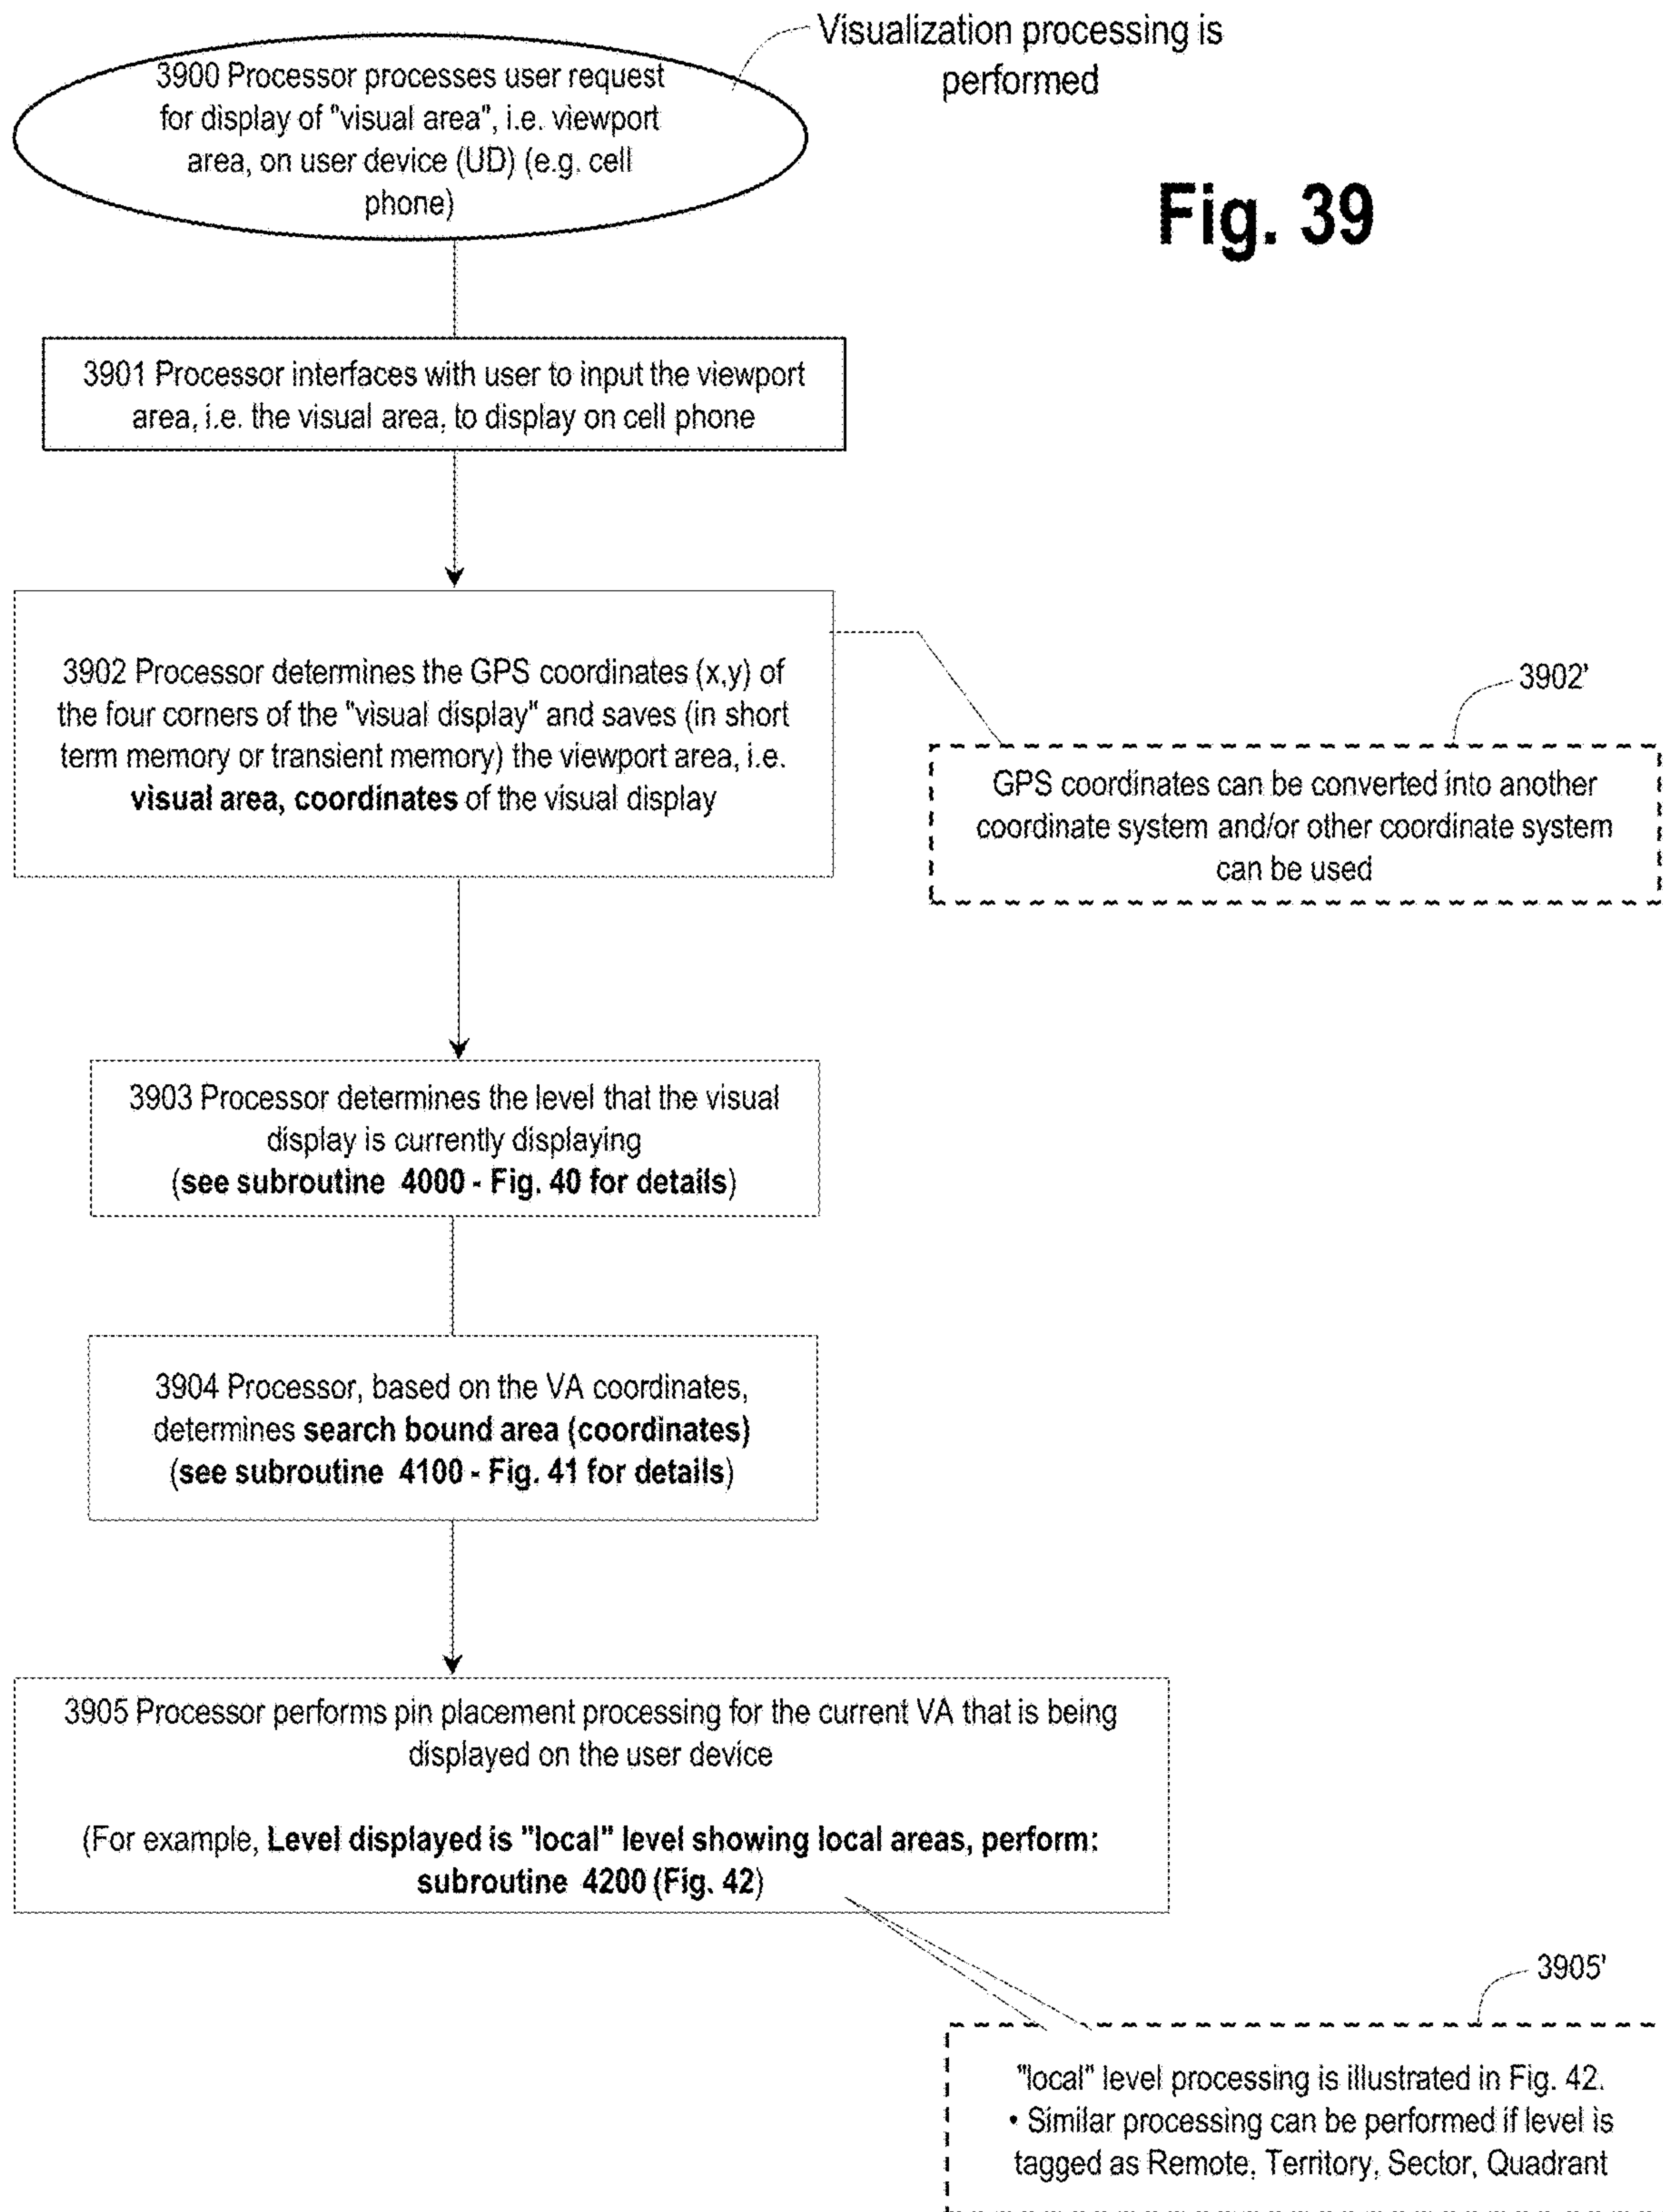 Visualization processing is
performed
3900 Processor processes user request
for display of "visual area", i.e. viewport
area, on user device (UD) (e.g. cell
phone)
Fig. 39
3901 Processor interfaces with user to input the viewport
area, i.e. the visual area, to display on cell phone
3902 Processor determines the GPS coordinates (x,y) of
the four corners of the "visual display" and saves (in short
term memory or transient memory) the viewport area, i.e.
visual area, coordinates of the visual display
3902'
GPS coordinates can be converted into another
coordinate system and/or other coordinate system
can be used
3903 Processor determines the level that the visual
display is currently displaying
(see subroutine 4000 - Fig. 40 for details)
3904 Processor, based on the VA coordinates,
determines search bound area (coordinates)
(see subroutine 4100 - Fig. 41 for details)
3905 Processor performs pin placement processing for the current VA that is being
displayed on the user device
(For example, Level displayed is "local" level showing local areas, perform:
subroutine 4200 (Fig. 42)
3905'
"local" level processing is illustrated in Fig. 42.
• Similar processing can be performed if level is
tagged as Remote, Territory, Sector, Quadrant